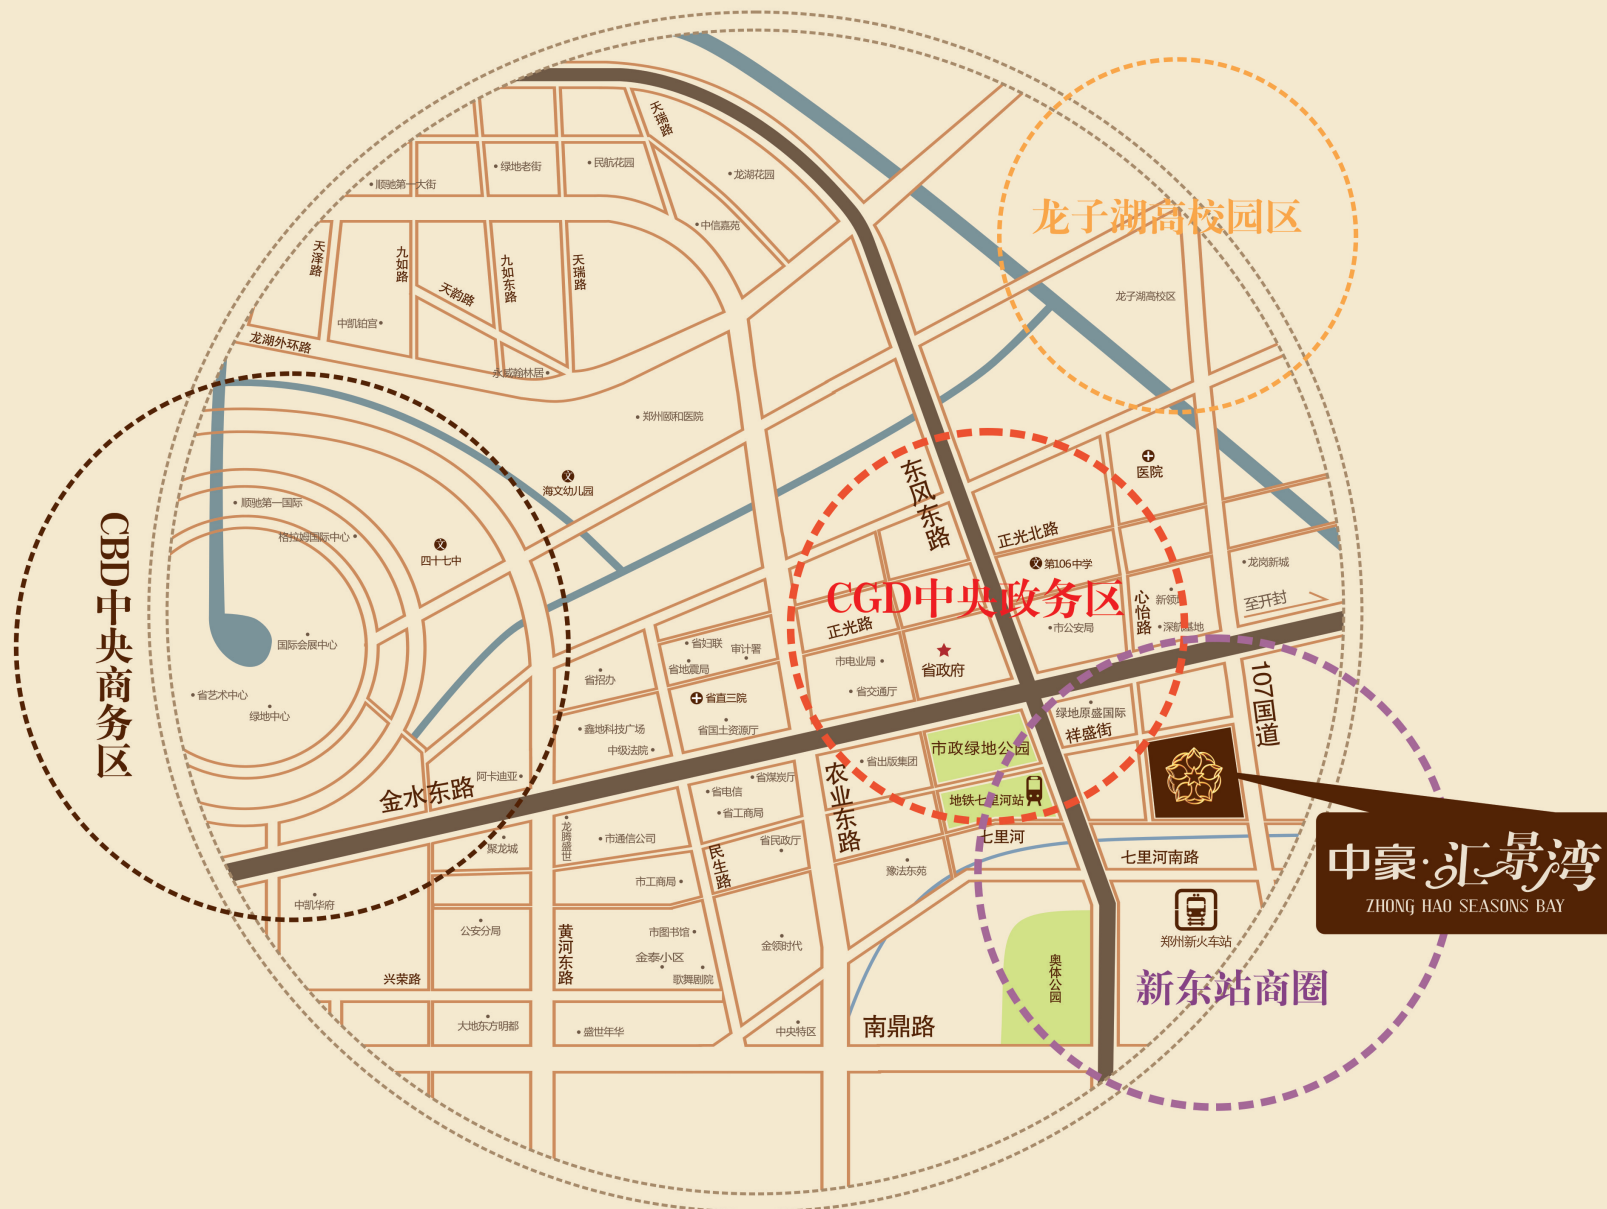 天瑞路
绿地老街
民航花园
龙湖花园
顺驰第一大街
中信嘉苑
龙子湖高校园区
天泽路
九如路
九如东路
天瑞路
天韵路
龙子湖高校区
中凯铂宫
龙湖外环路
永威翰林居
郑州颐和医院
海文幼儿园
医院
东风东路
顺驰第一国际
格拉姆国际中心
四十七中
正光北路
第106中学
龙岗新城
CBD中央商务区
CGD中央政务区
心怡路
至开封
正光路
市公安局
深航基地
国际会展中心
省妇联
审计署
省地震局
市电业局
省政府
省招办
省直三院
省交通厅
省艺术中心
绿地中心
107国道
绿地原盛国际
祥盛街
鑫地科技广场
省国土资源厅
中级法院
市政绿地公园
阿卡迪亚
省煤炭厅
省出版集团
金水东路
省电信
省工商局
农业东路
地铁七里河站
七里河
聚龙城
龙腾盛世
市通信公司
省民政厅
七里河南路
民生路
豫法东苑
中豪·汇景湾
ZHONG HAO SEASONS BAY
市工商局
中凯华府
公安分局
黄河东路
市图书馆
金泰小区
歌舞剧院
金领时代
郑州新火车站
奥体公园
兴荣路
新东站商圈
大地东方明都
盛世年华
中央特区
南鼎路